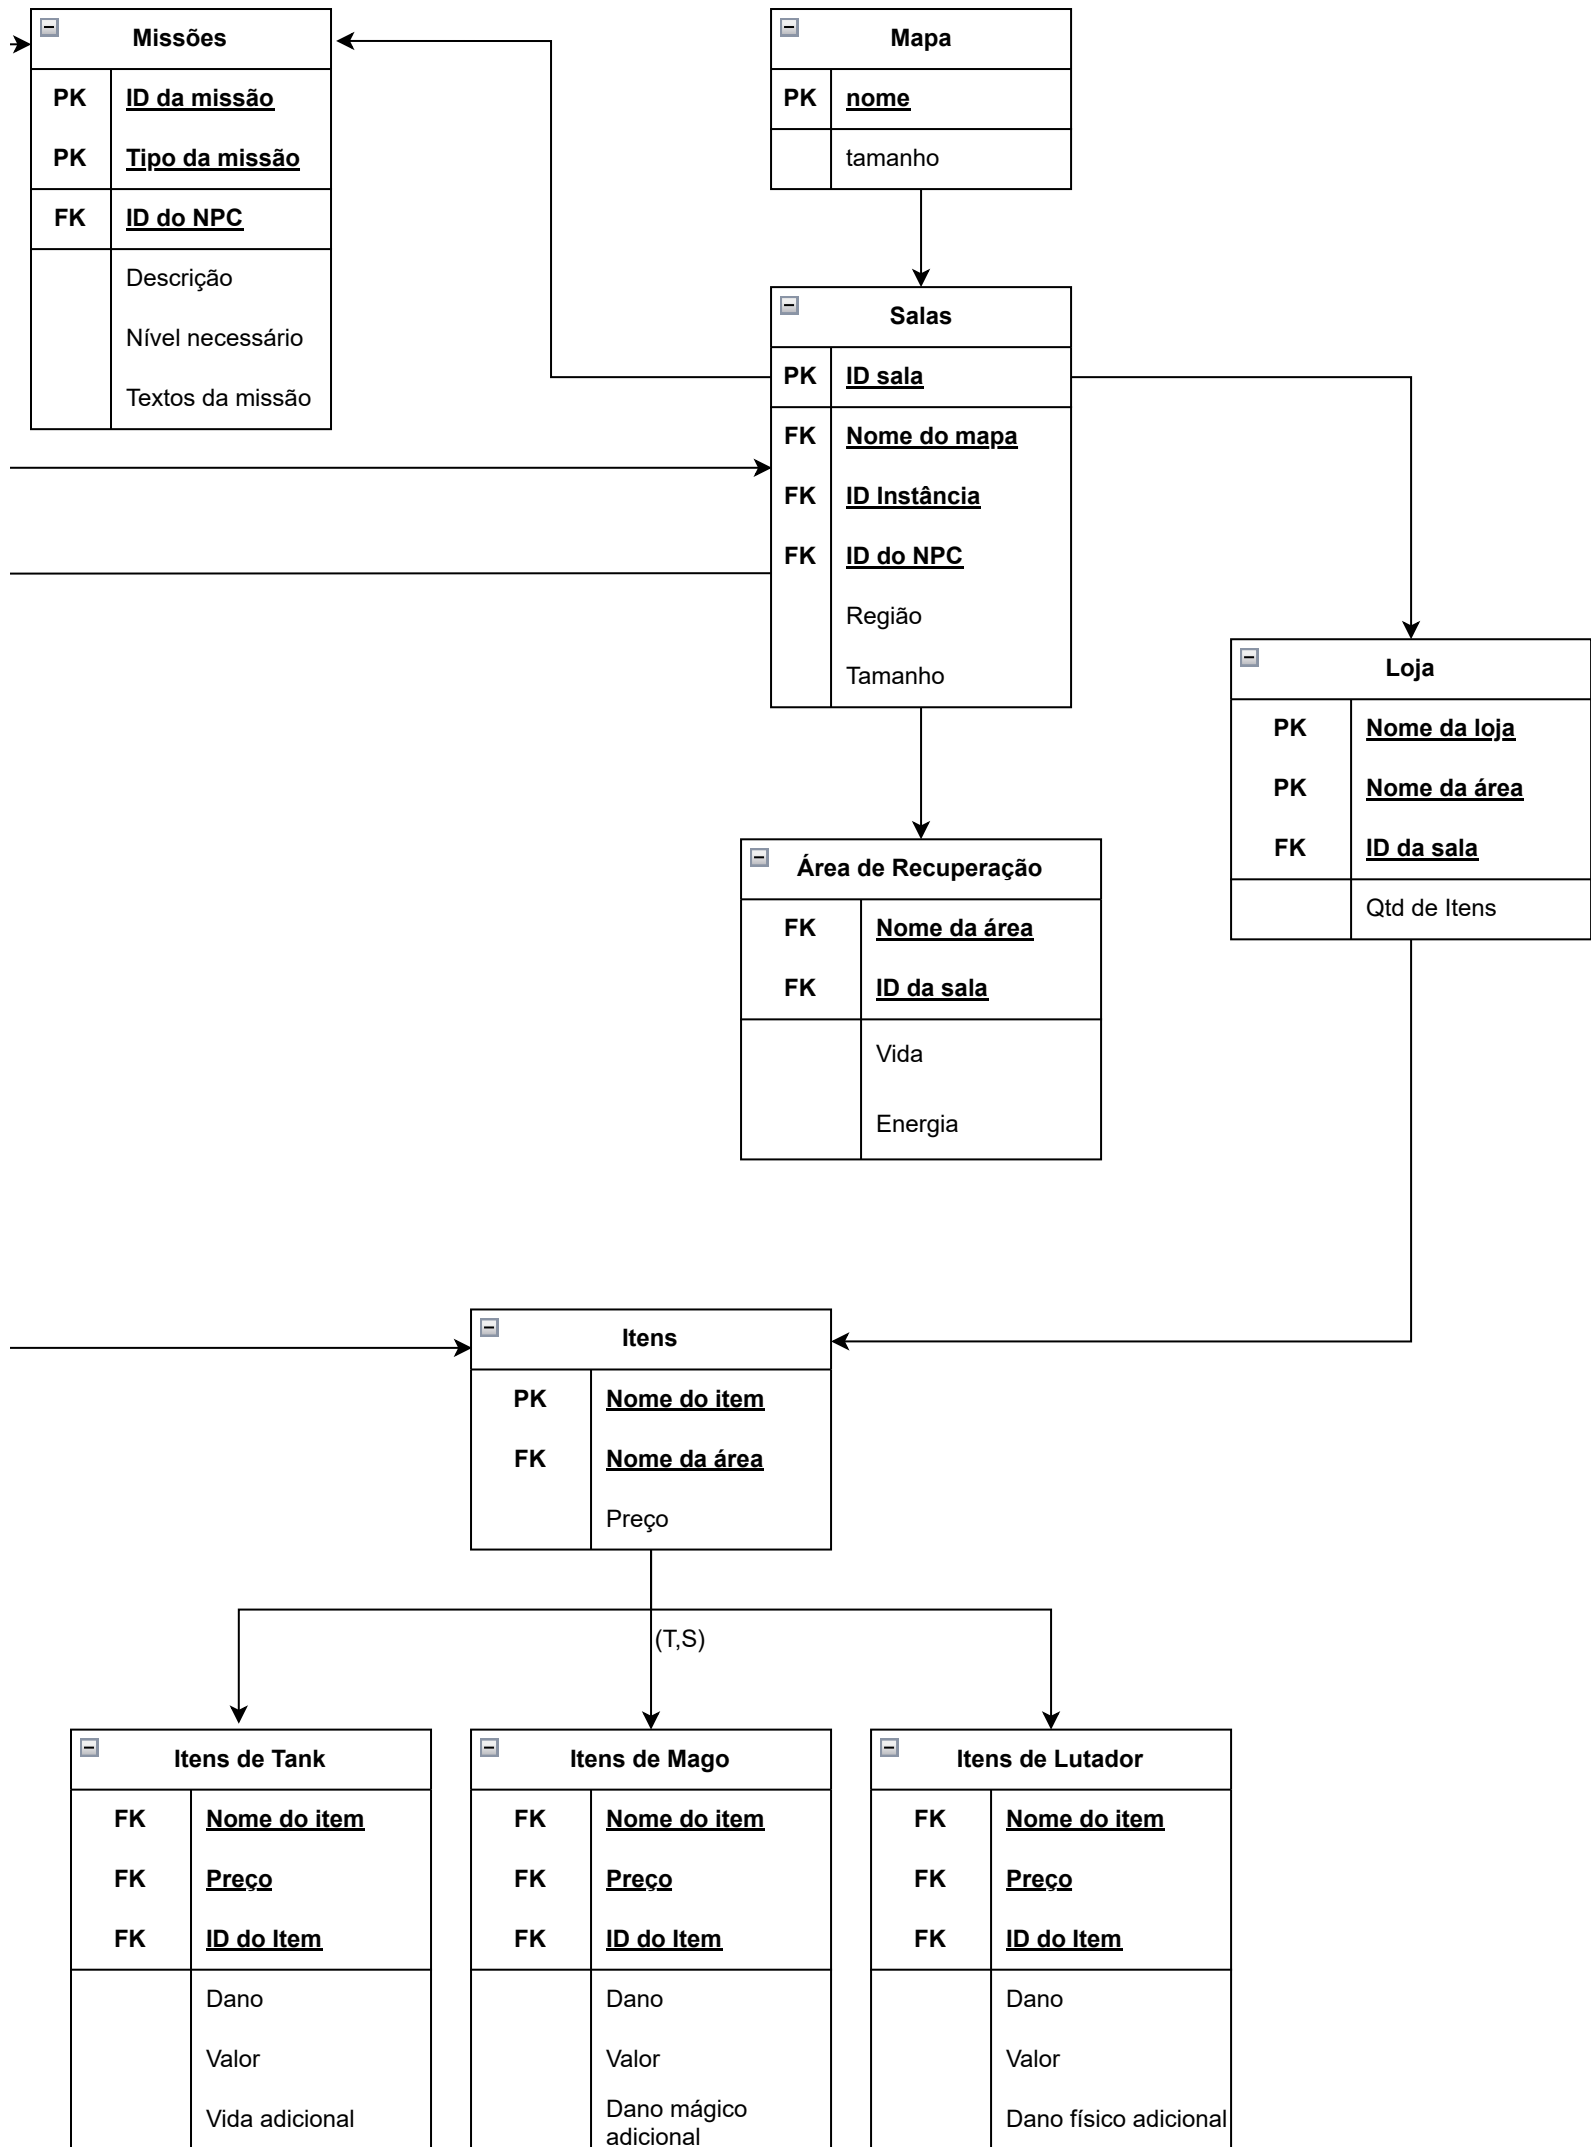 Missões
PK ID da missão
PK Tipo da missão
FK ID do NPC
Descrição
Nível necessário
Textos da missão
Mapa
PK nome
tamanho
Salas
PK ID sala
FK Nome do mapa
FK ID Instância
FK ID do NPC
Região
Tamanho
Loja
PK Nome da loja
PK Nome da área
FK ID da sala
Qtd de Itens
Área de Recuperação
FK Nome da área
FK ID da sala
Vida
Energia
Itens
PK Nome do item
FK Nome da área
Preço
(T,S)
Itens de Tank
FK Nome do item
FK Preço
FK ID do Item
Dano
Valor
Vida adicional
Itens de Mago
FK Nome do item
FK Preço
FK ID do Item
Dano
Valor
Dano mágico
adicional
Itens de Lutador
FK Nome do item
FK Preço
FK ID do Item
Dano
Valor
Dano físico adicional